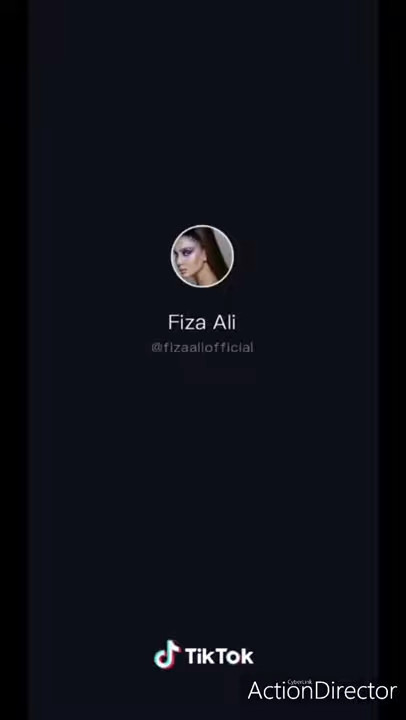 Fiza Ali
@fizaaliofficial
TikTok
CyberLink
ActionDirector